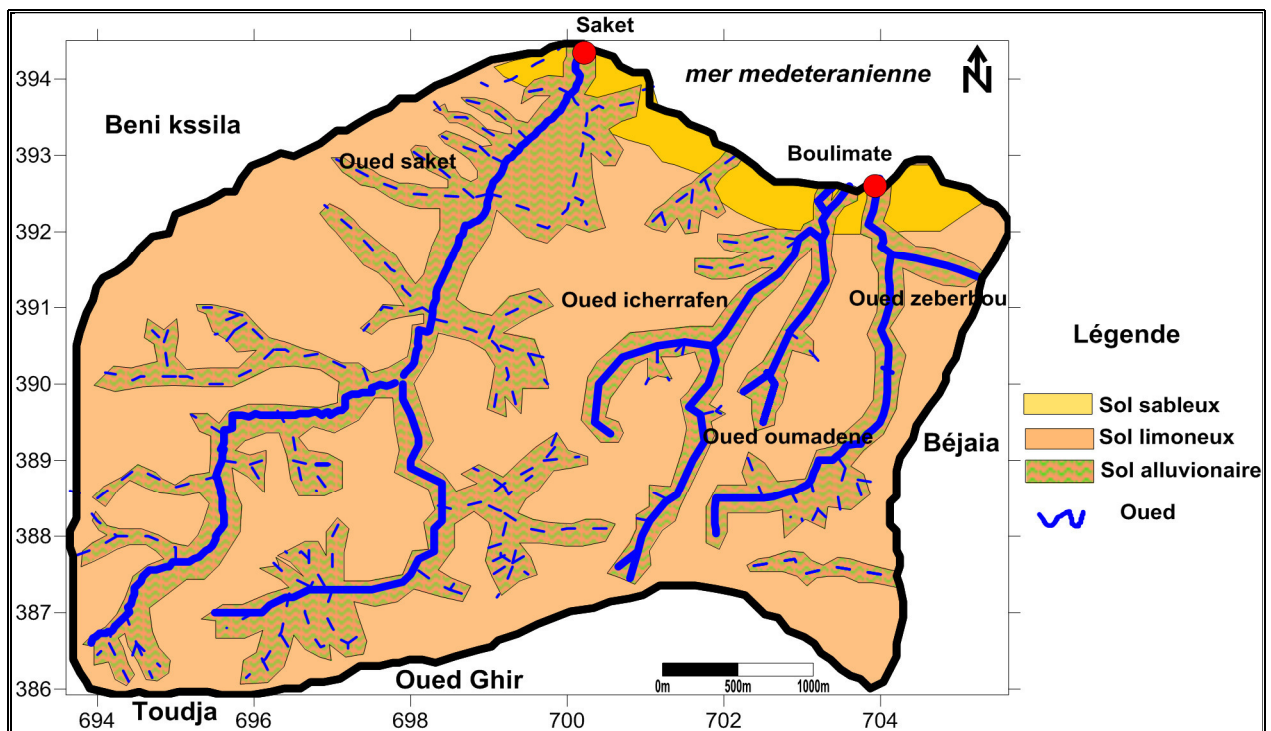 Saket
394
mer medeteranienne
N
Beni kssila
393
Oued saket
Boulimate
392
391
Oued icherrafen
Oued zeberbou
Légende
390
Sol sableux
Oued oumadene
Sol limoneux
389
Béjaia
Sol alluvionaire
388
Oued
387
386
Oued Ghir
0m
500m
1000m
Toudja
694
696
698
700
702
704